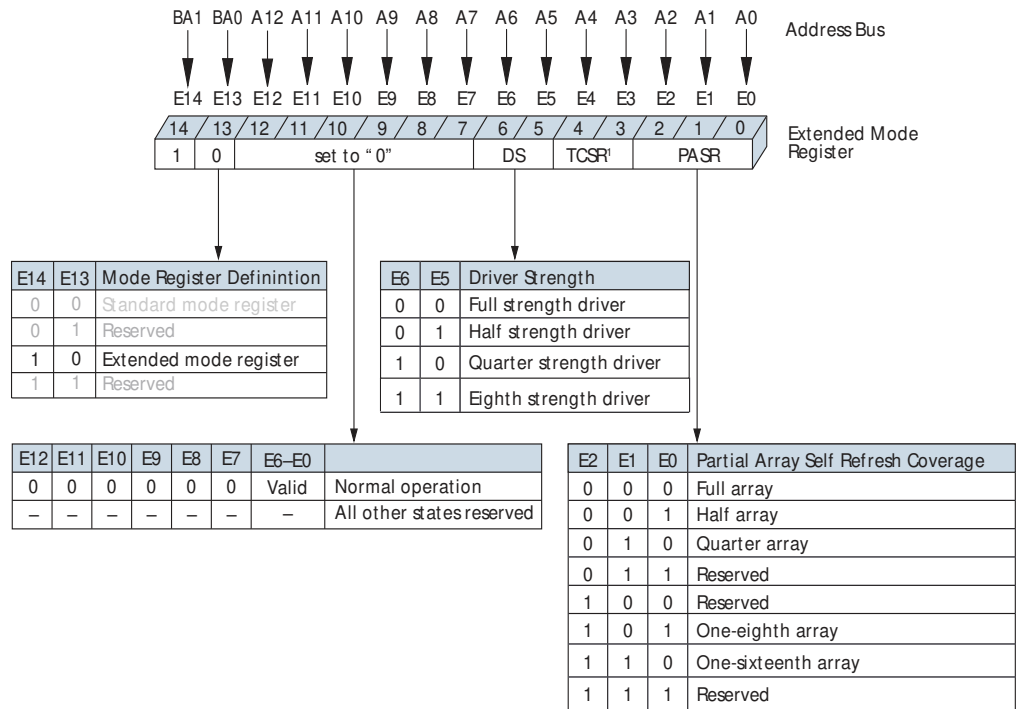 BA1 BA0 A12 A11 A10 A9 A8 A7 A6 A5 A4 A3 A2 A1 A0
Address Bus
E14 E13 E12 E11 E10 E9 E8 E7 E6 E5 E4 E3 E2 E1 E0
14 13 12 11 10 9 8 7 6 5 4 3 2 1 0
Extended Mode
Register
1 0 set to "0" DS TCSR¹ PASR
E14 E13 Mode Register Definintion
0 0 Standard mode register
0 1 Reserved
1 0 Extended mode register
1 1 Reserved
E6 E5 Driver Strength
0 0 Full strength driver
0 1 Half strength driver
1 0 Quarter strength driver
1 1 Eighth strength driver
E12 E11 E10 E9 E8 E7 E6–E0
0 0 0 0 0 0 Valid Normal operation
– – – – – – – All other states reserved
E2 E1 E0 Partial Array Self Refresh Coverage
0 0 0 Full array
0 0 1 Half array
0 1 0 Quarter array
0 1 1 Reserved
1 0 0 Reserved
1 0 1 One-eighth array
1 1 0 One-sixteenth array
1 1 1 Reserved